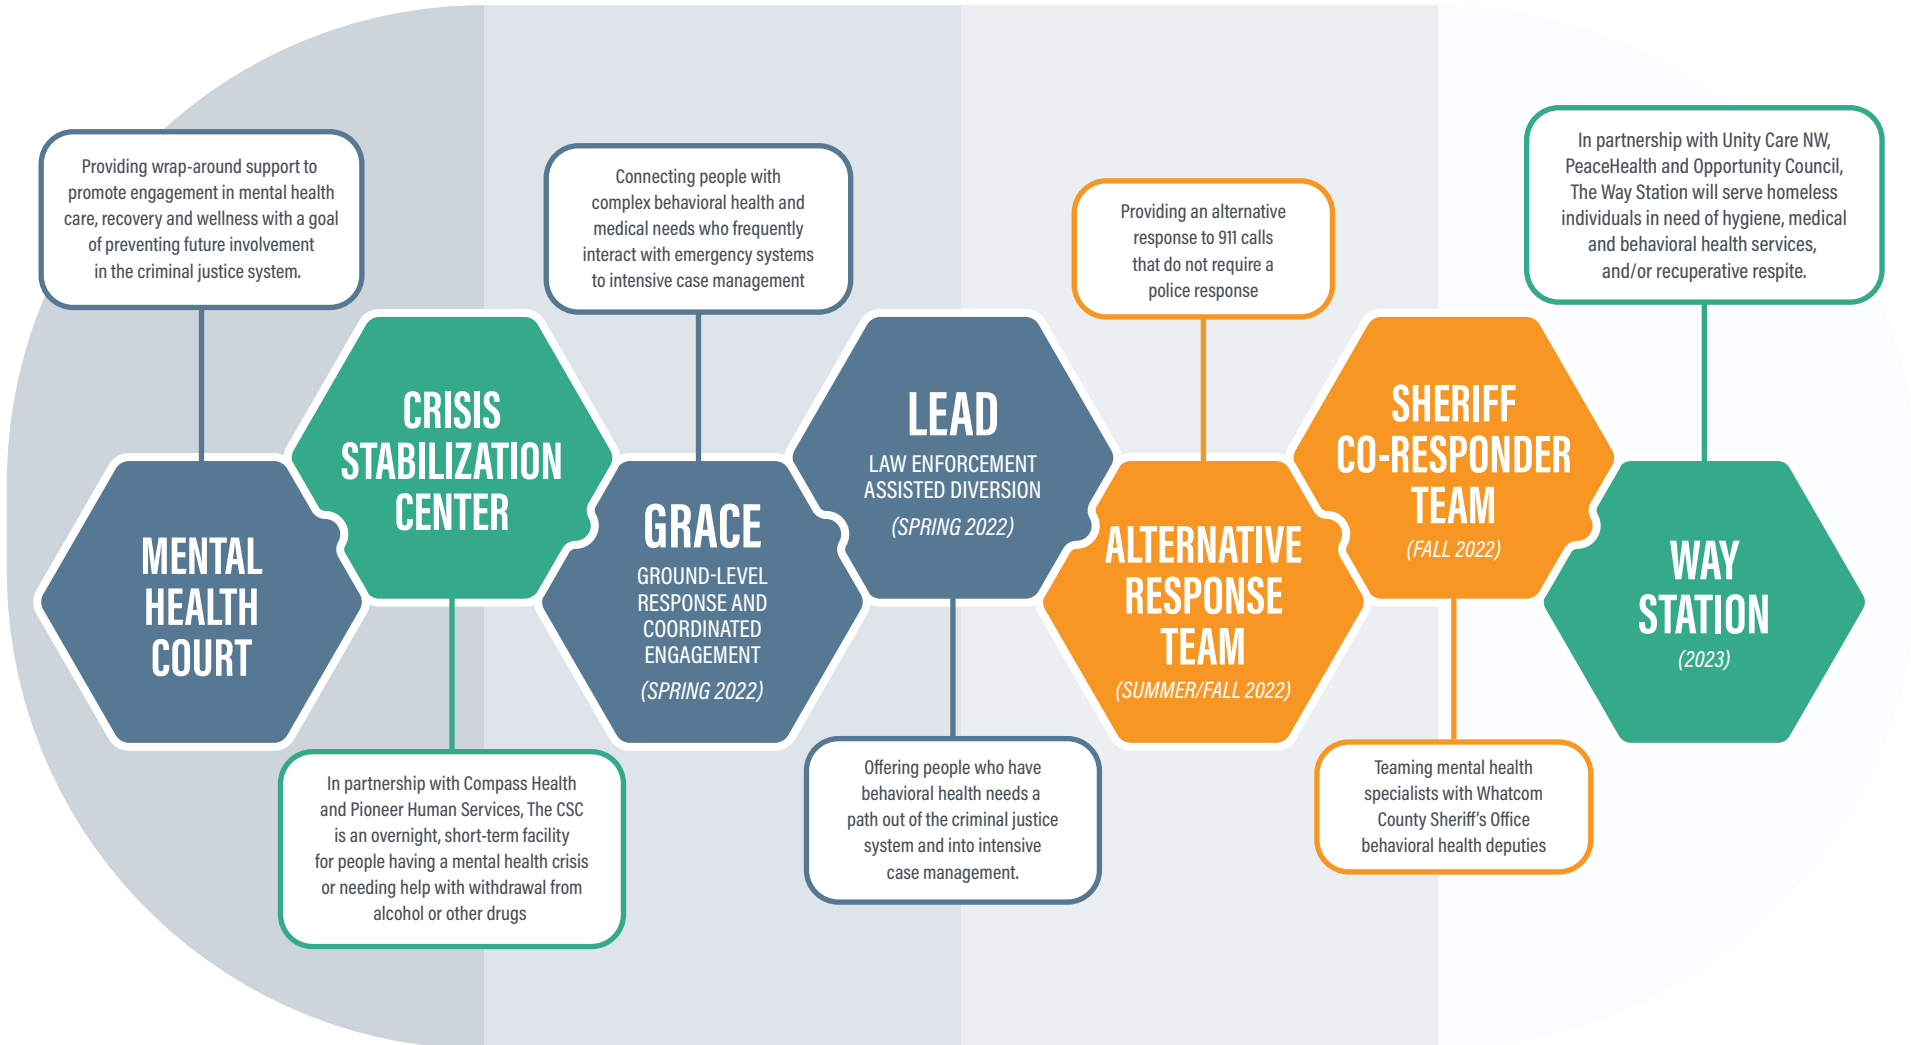 Providing wrap-around support to
promote engagement in mental health
care, recovery and wellness with a goal
of preventing future involvement
in the criminal justice system.
MENTAL
HEALTH
COURT
CRISIS
STABILIZATION
CENTER
In partnership with Compass Health
and Pioneer Human Services, The CSC
is an overnight, short-term facility
for people having a mental health crisis
or needing help with withdrawal from
alcohol or other drugs
Connecting people with
complex behavioral health and
medical needs who frequently
interact with emergency systems
to intensive case management
GRACE
GROUND-LEVEL
RESPONSE AND
COORDINATED
ENGAGEMENT
(SPRING 2022)
LEAD
LAW ENFORCEMENT
ASSISTED DIVERSION
(SPRING 2022)
Offering people who have
behavioral health needs a
path out of the criminal justice
system and into intensive
case management.
Providing an alternative
response to 911 calls
that do not require a
police response
ALTERNATIVE
RESPONSE
TEAM
(SUMMER/FALL 2022)
SHERIFF
CO-RESPONDER
TEAM
(FALL 2022)
Teaming mental health
specialists with Whatcom
County Sheriff's Office
behavioral health deputies
In partnership with Unity Care NW,
PeaceHealth and Opportunity Council,
The Way Station will serve homeless
individuals in need of hygiene, medical
and behavioral health services,
and/or recuperative respite.
WAY
STATION
(2023)